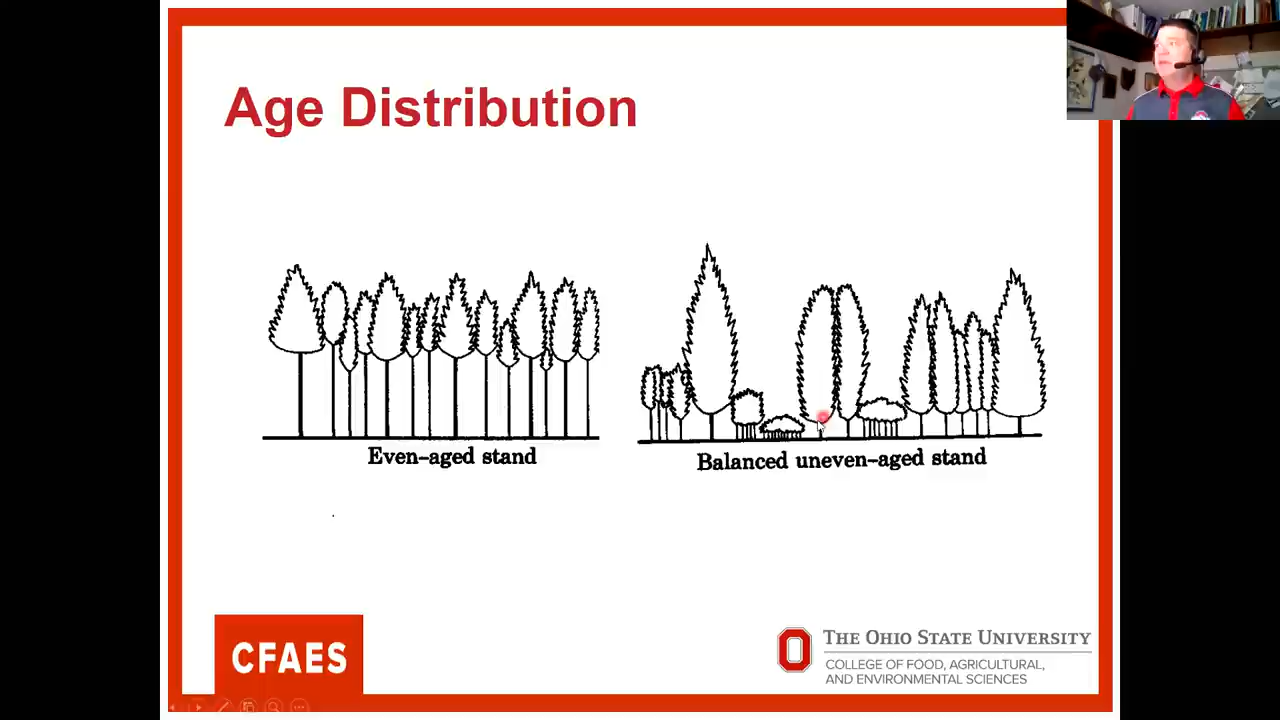 Age Distribution
Even-aged stand
Balanced uneven-aged stand
CFAES
THE OHIO STATE UNIVERSITY
COLLEGE OF FOOD, AGRICULTURAL,
AND ENVIRONMENTAL SCIENCES